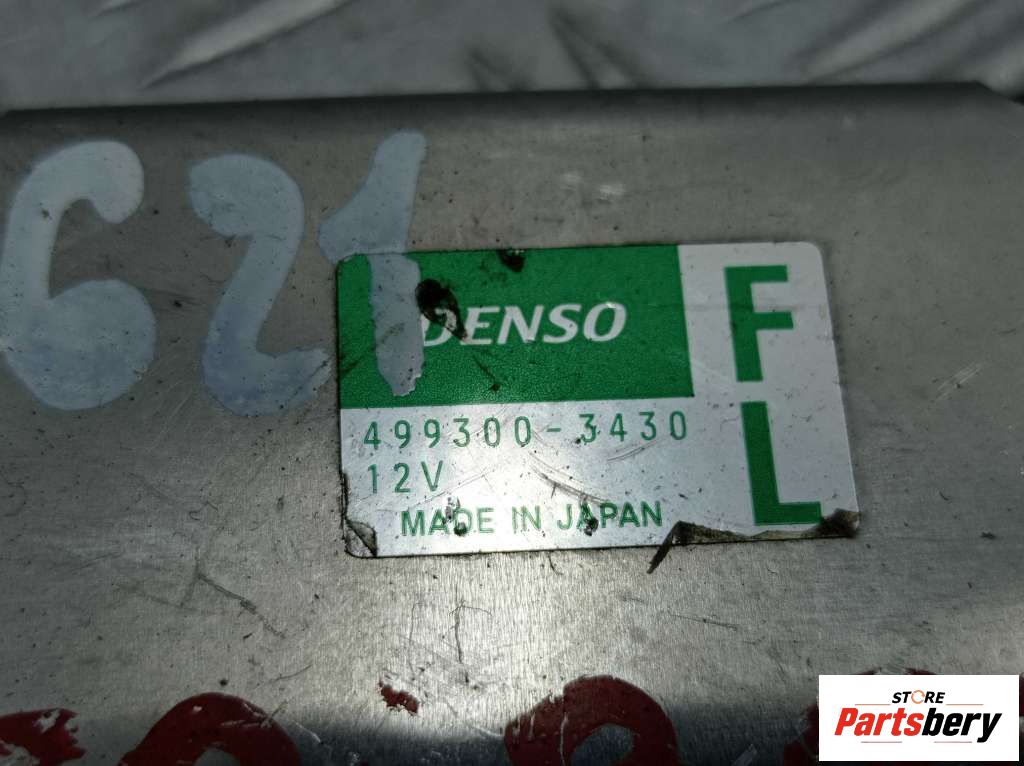 621
DENSO
FL
499300-3430
12V
MADE IN JAPAN
STORE
Partsbery